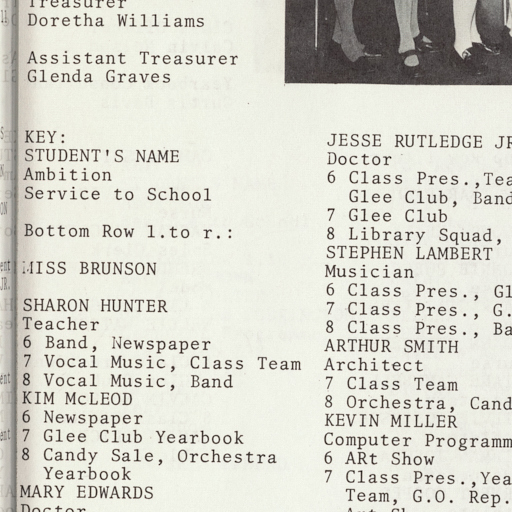 Treasurer
Doretha Williams
Assistant Treasurer
Glenda Graves
KEY:
STUDENT'S NAME
Ambition
Service to School
Bottom Row l.to r.:
MISS BRUNSON
SHARON HUNTER
Teacher
6 Band, Newspaper
7 Vocal Music, Class Team
8 Vocal Music, Band
KIM McLEOD
6 Newspaper
7 Glee Club Yearbook
8 Candy Sale, Orchestra
Yearbook
MARY EDWARDS
Doctor
JESSE RUTLEDGE JR
Doctor
6 Class Pres.,Tea
Glee Club, Band
7 Glee Club
8 Library Squad,
STEPHEN LAMBERT
Musician
6 Class Pres., Gl
7 Class Pres., G.
8 Class Pres., Ba
ARTHUR SMITH
Architect
7 Class Team
8 Orchestra, Cand
KEVIN MILLER
Computer Programm
6 ARt Show
7 Class Pres.,Yea
Team, G.O. Rep.